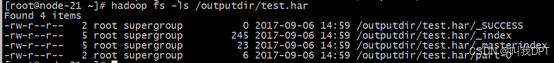 [root@node-21 ~]# hadoop fs -ls /outputdir/test.har
Found 4 items
-rw-r--r--   2 root supergroup          0 2017-09-06 14:59 /outputdir/test.har/_SUCCESS
-rw-r--r--   5 root supergroup        245 2017-09-06 14:59 /outputdir/test.har/_index
-rw-r--r--   5 root supergroup         23 2017-09-06 14:59 /outputdir/test.har/_masterindex
-rw-r--r--   2 root supergroup          6 2017-09-06 14:59 /outputdir/test.har/part-0